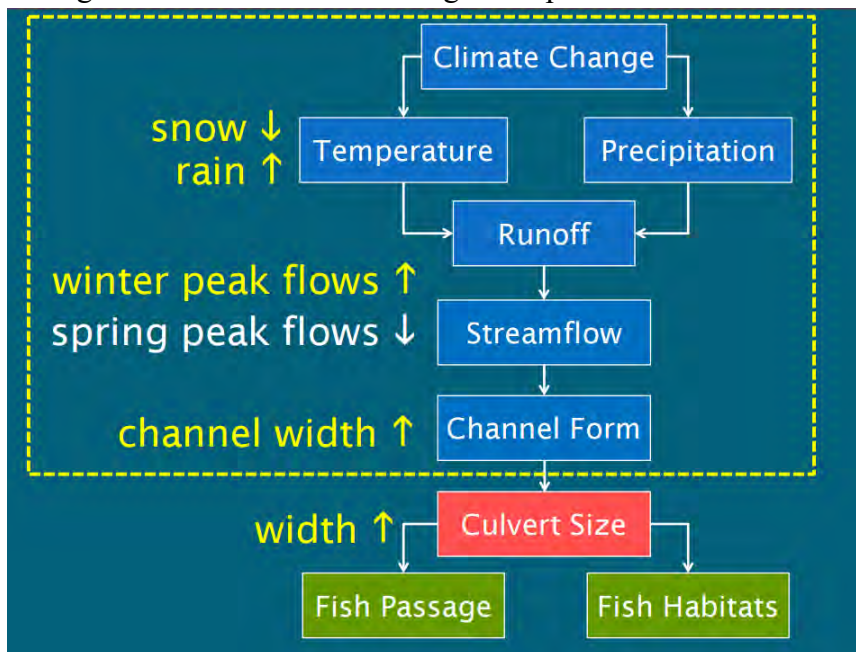 Climate Change
snow ↓
rain ↑
Temperature
Precipitation
Runoff
winter peak flows ↑
spring peak flows ↓
Streamflow
channel width ↑
Channel Form
width ↑
Culvert Size
Fish Passage
Fish Habitats